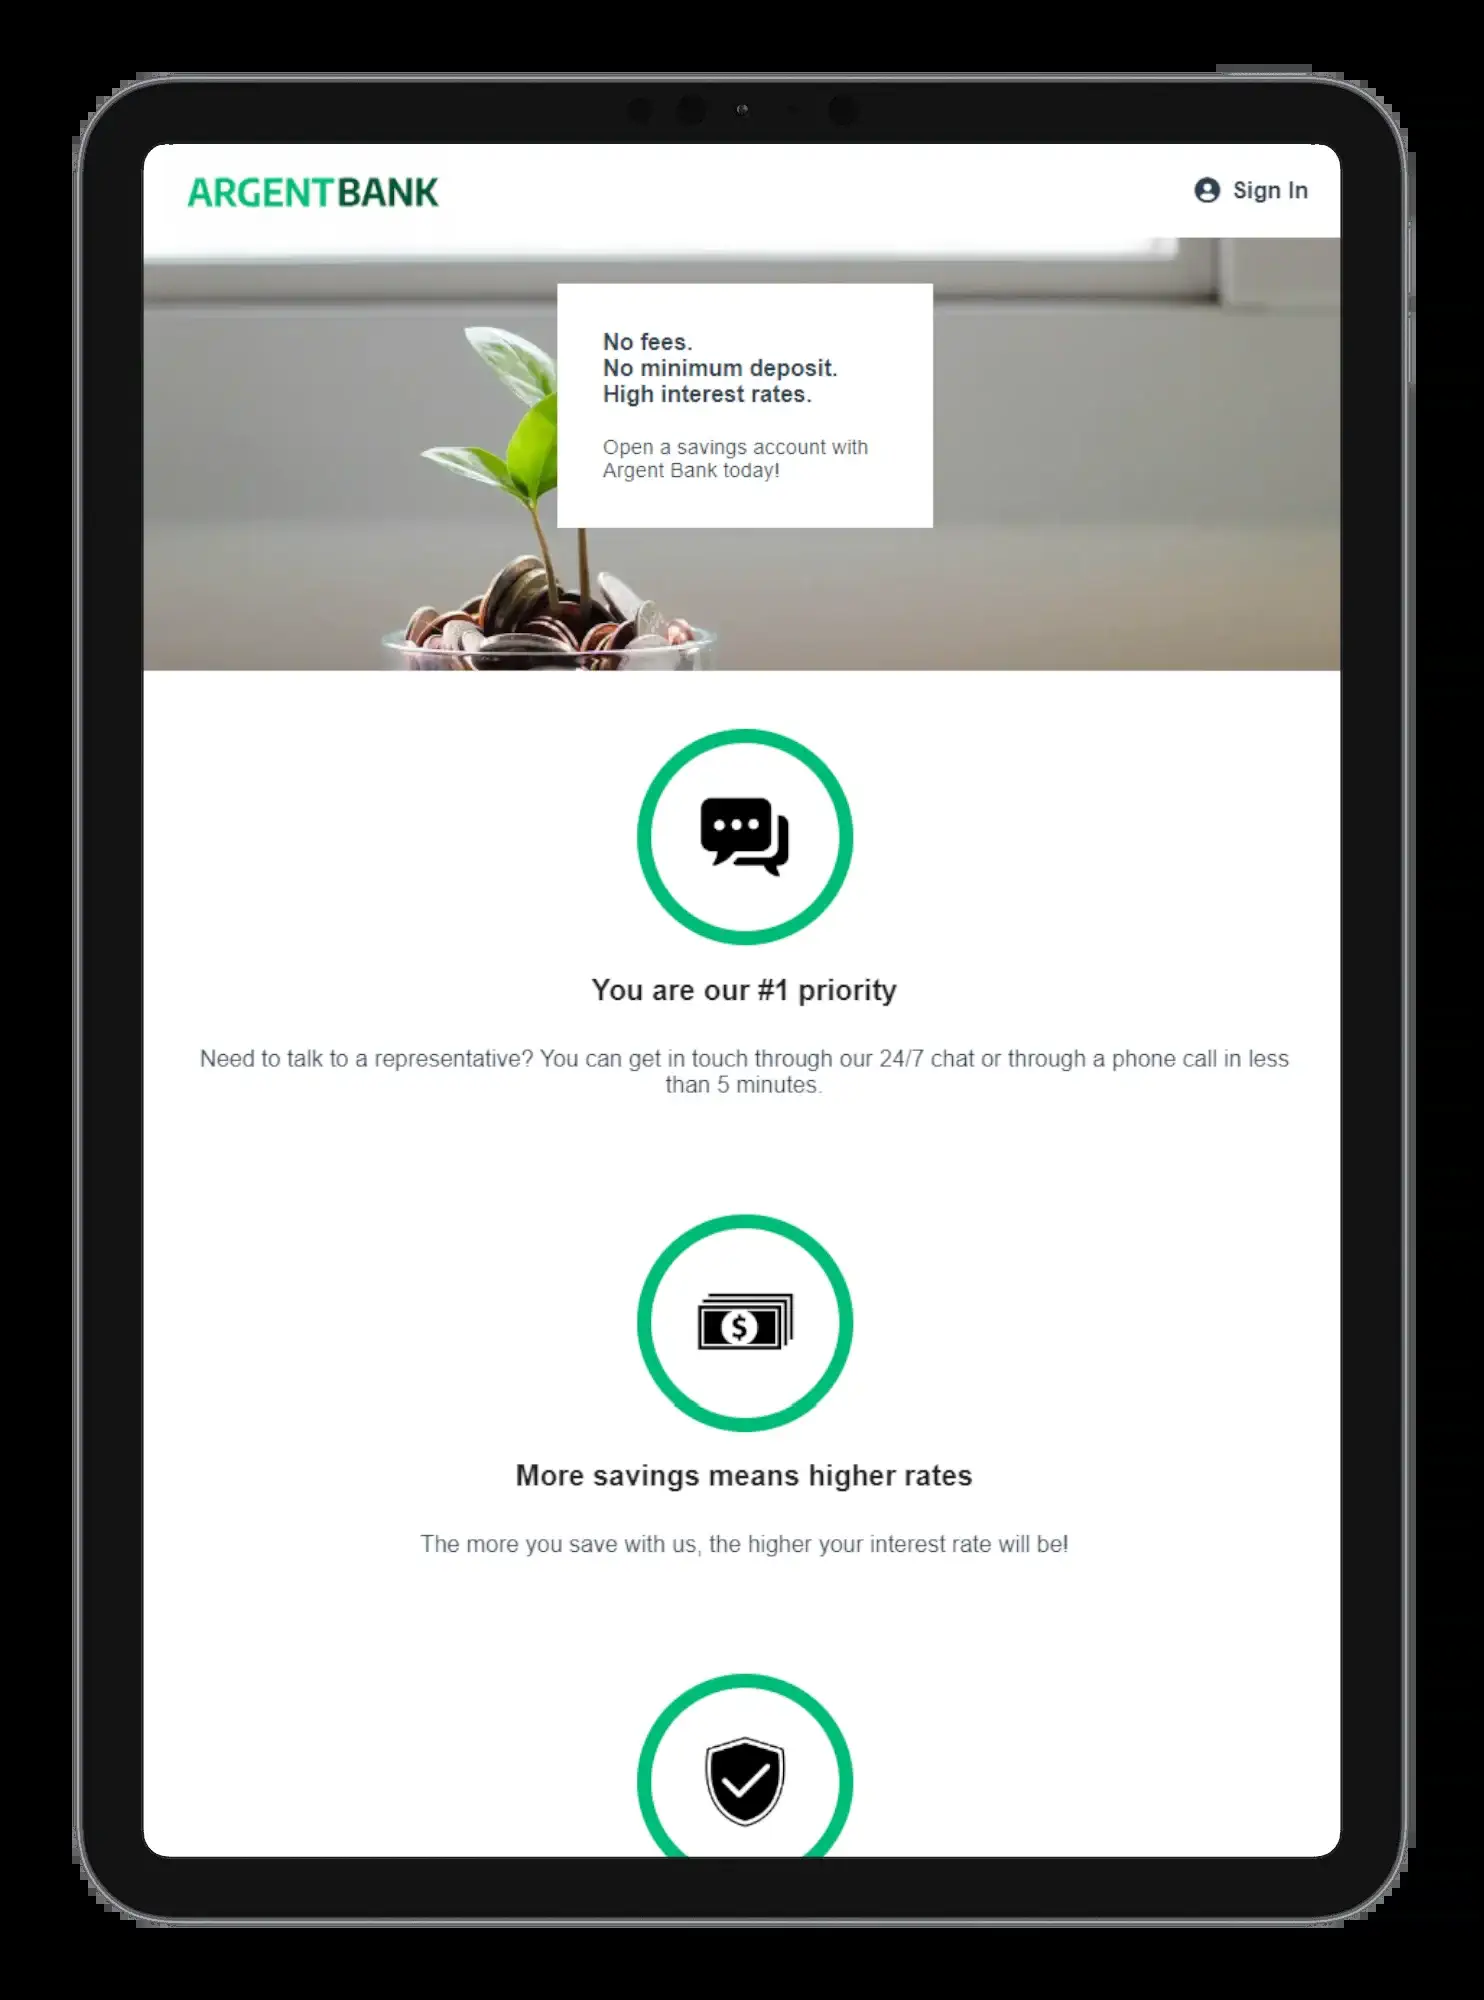 ARGENTBANK
Sign In
No fees.
No minimum deposit.
High interest rates.
Open a savings account with
Argent Bank today!
You are our #1 priority
Need to talk to a representative? You can get in touch through our 24/7 chat or through a phone call in less
than 5 minutes.
$
More savings means higher rates
The more you save with us, the higher your interest rate will be!